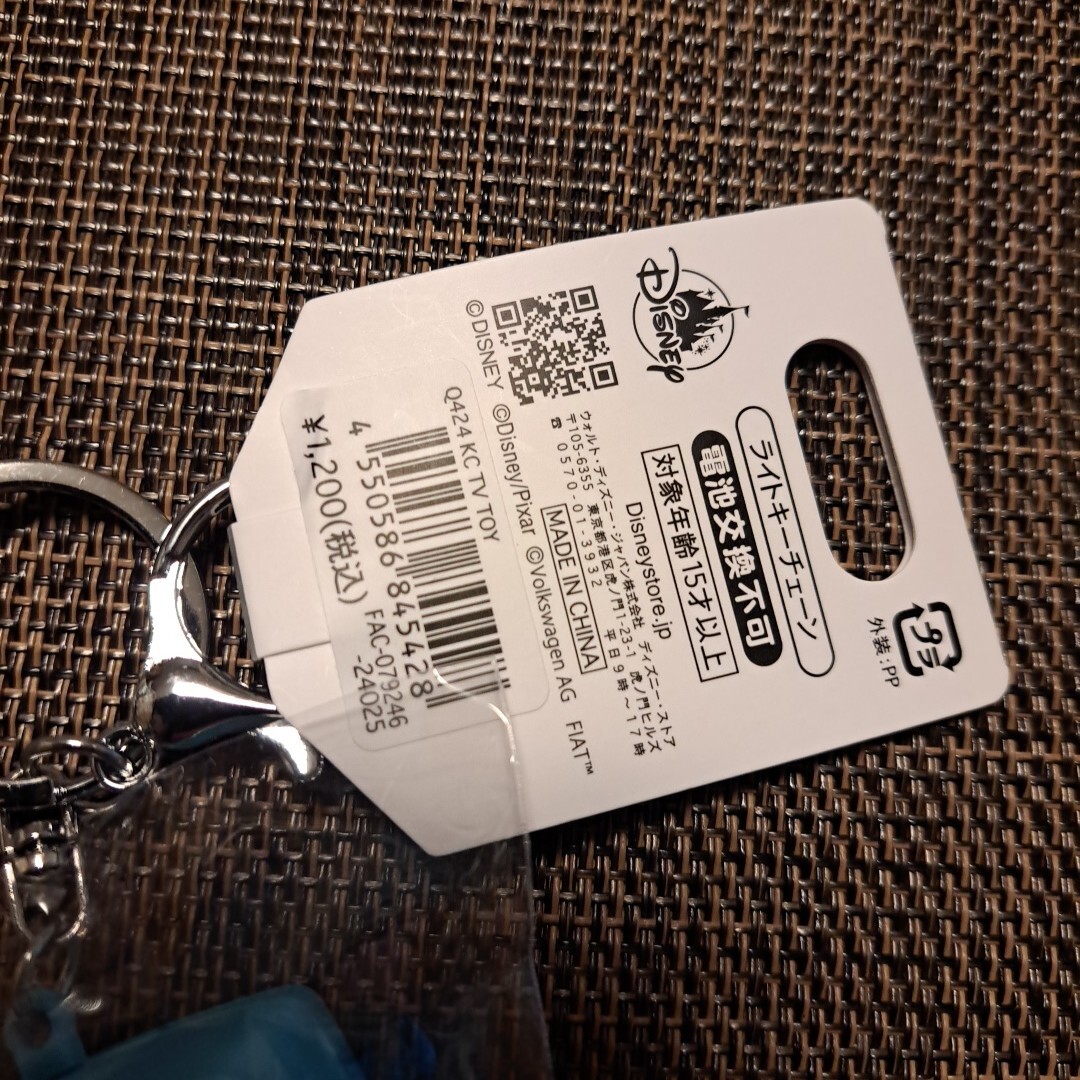 Disney
ライトキーチェーン
電池交換不可
対象年齢15才以上
Disneystore.jp
ウォルト・ディズニー・ジャパン株式会社 ディズニー・ストア
〒105-6355 東京都港区虎ノ門1-23-1 虎ノ門ヒルズ
☎ 0570-01-3932 平日9時～17時
MADE IN CHINA
©DISNEY ©Disney/Pixar ©Volkswagen AG FIAT™
Q424 KC TV TOY
4 550586 845428
¥1,200(税込) FAC-079246
-24025
プラ
外装:PP